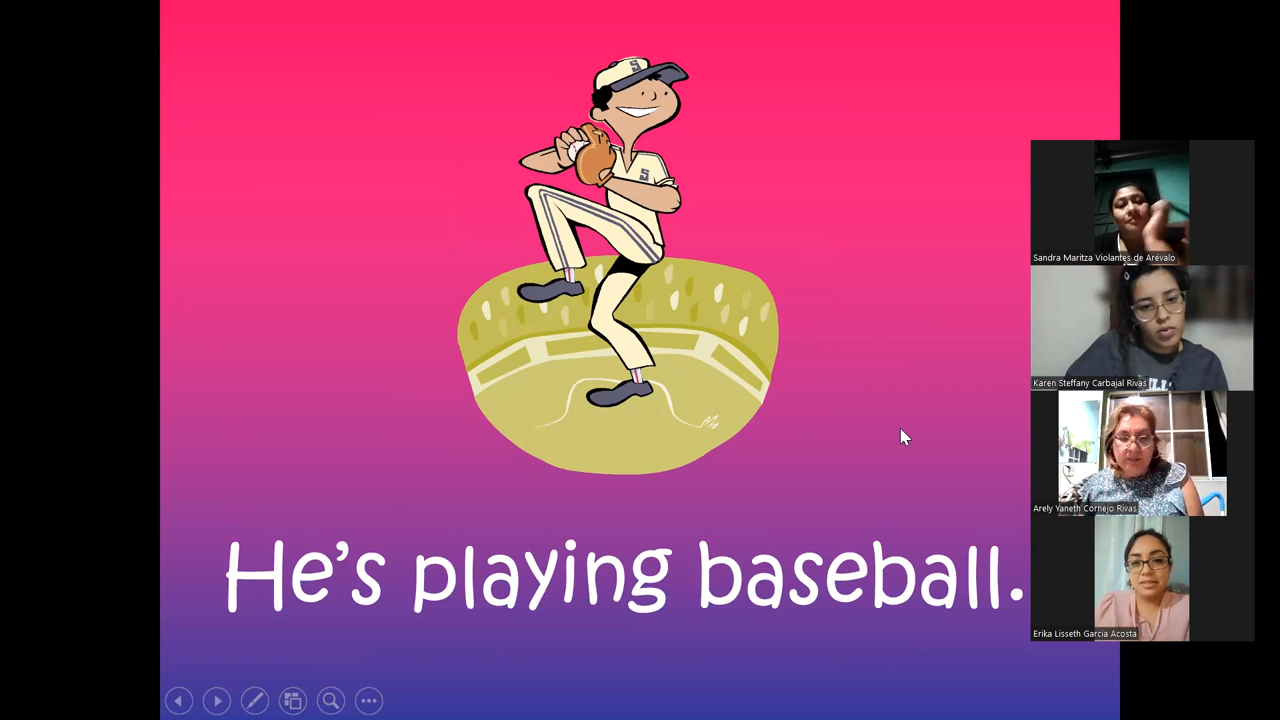 S
S
He's playing baseball.
Sandra Maritza Violantes de Arévalo
Karen Steffany Carbajal Rivas
Arely Yaneth Cornejo Rivas
Erika Lisseth Garcia Acosta